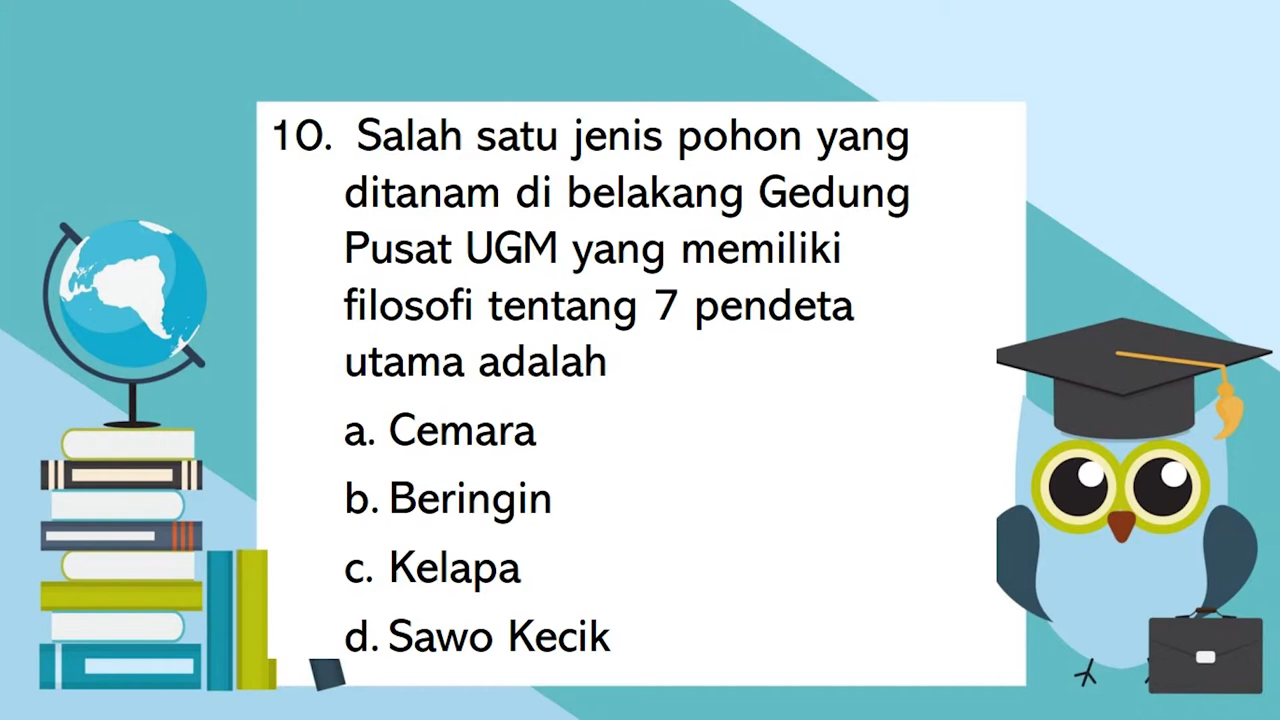 10. Salah satu jenis pohon yang
ditanam di belakang Gedung
Pusat UGM yang memiliki
filosofi tentang 7 pendeta
utama adalah
a. Cemara
b. Beringin
c. Kelapa
d. Sawo Kecik